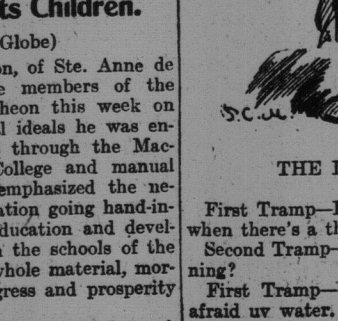 ts Children.
Globe)
on, of Ste. Anne de
e members of the
cheon this week on
l ideals he was en-
through the Mac-
College and manual
emphasized the ne-
ation going hand-in-
ducation and devel-
the schools of the
whole material, mor-
gress and prosperity
S.C.M.
THE
First Tramp—
when there's a th
Second Tramp—
ning?
First Tramp—
afraid uv water.